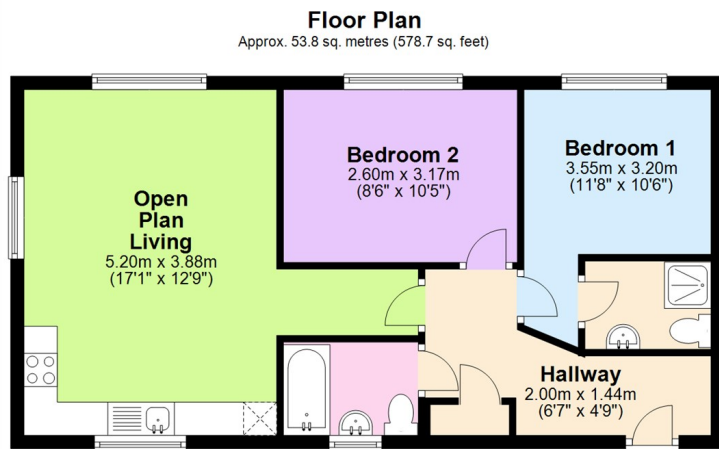 Floor Plan
Approx. 53.8 sq. metres (578.7 sq. feet)
Open
Plan
Living
5.20m x 3.88m
(17'1" x 12'9")
Bedroom 2
2.60m x 3.17m
(8'6" x 10'5")
Bedroom 1
3.55m x 3.20m
(11'8" x 10'6")
Hallway
2.00m x 1.44m
(6'7" x 4'9")